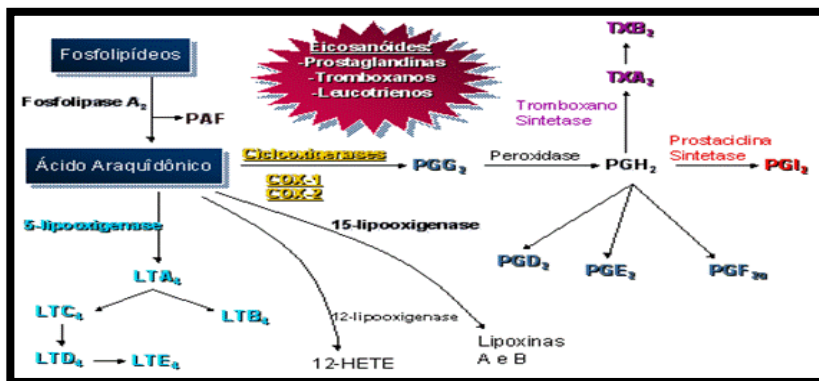 Fosfolipídeos
Fosfolipase A₂
PAF
Ácido Araquîdônico
Eicosanóides:
-Prostaglandinas
-Tromboxanos
-Leucotrienos
Ciclooxigenases
COX-1
COX-2
PGG₂
Peroxidase
PGH₂
TXB₂
TXA₂
Tromboxano
Sintetase
Prostaciclina
Sintetase
PGI₂
PGD₂
PGE₂
PGF₂α
5-lipooxigenase
15-lipooxigenase
12-lipooxigenase
LTA₄
LTC₄
LTB₄
LTD₄
LTE₄
12-HETE
Lipoxinas
A e B